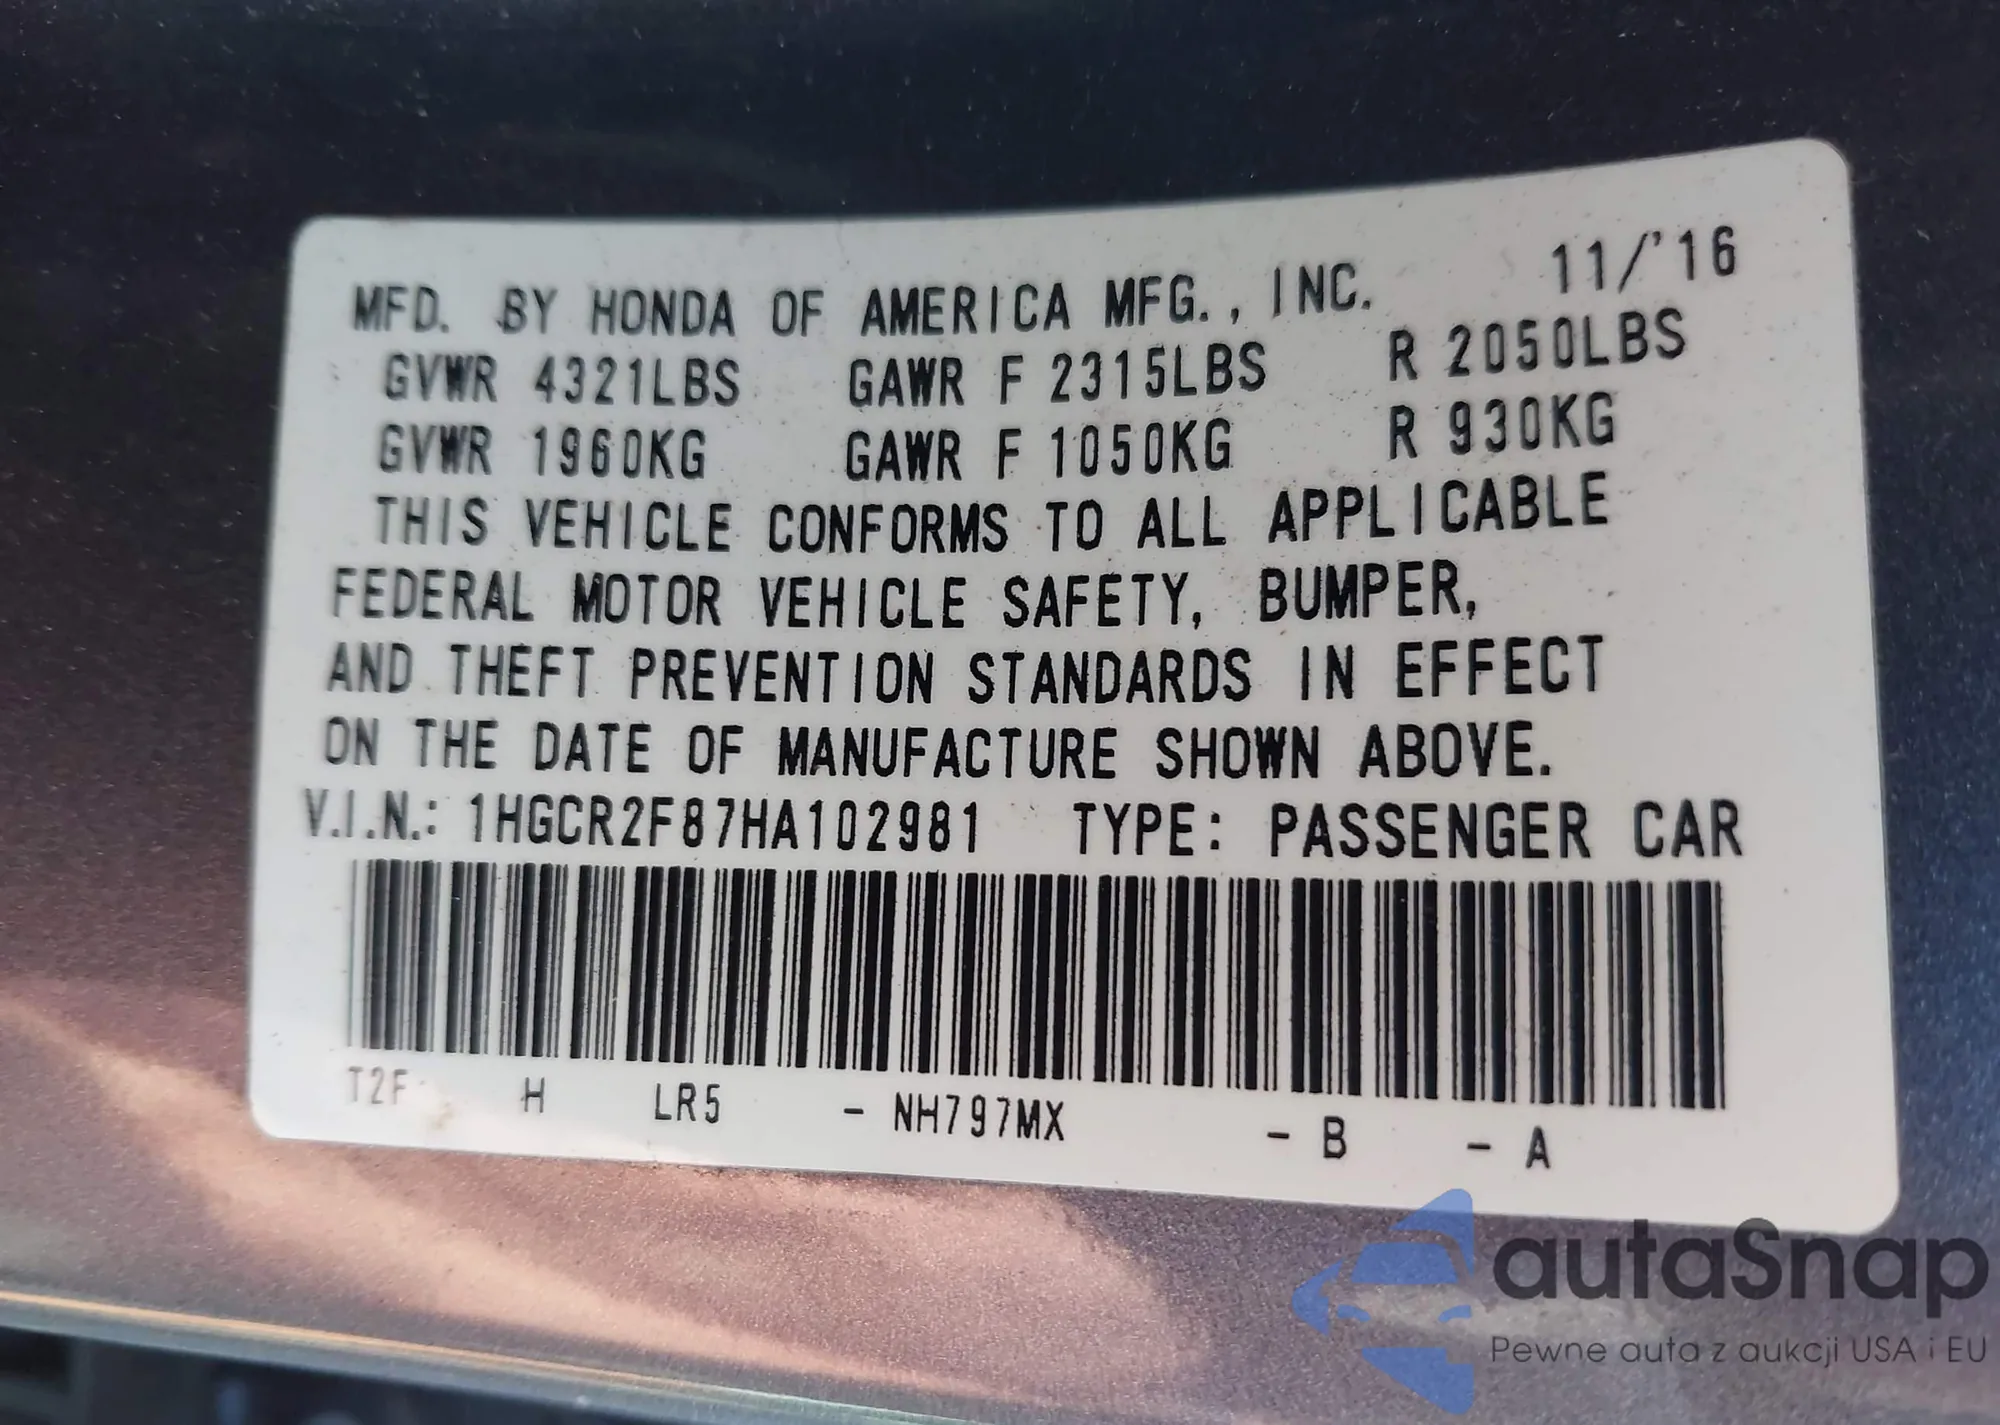 MFD. BY HONDA OF AMERICA MFG., INC. 11/'16
GVWR 4321LBS GAWR F 2315LBS R 2050LBS
GVWR 1960KG GAWR F 1050KG R 930KG
THIS VEHICLE CONFORMS TO ALL APPLICABLE
FEDERAL MOTOR VEHICLE SAFETY, BUMPER,
AND THEFT PREVENTION STANDARDS IN EFFECT
ON THE DATE OF MANUFACTURE SHOWN ABOVE.
V.I.N.: 1HGCR2F87HA102981 TYPE: PASSENGER CAR
T2F H LR5 - NH797MX - B - A
autaSnap
Pewne auta z aukcji USA i EU